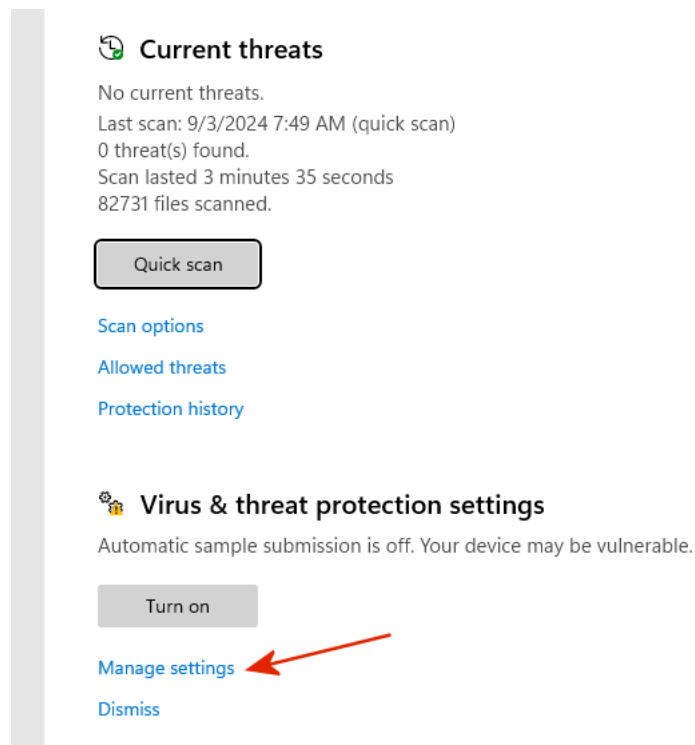 Current threats
No current threats.
Last scan: 9/3/2024 7:49 AM (quick scan)
0 threat(s) found.
Scan lasted 3 minutes 35 seconds
82731 files scanned.
Quick scan
Scan options
Allowed threats
Protection history
Virus & threat protection settings
Automatic sample submission is off. Your device may be vulnerable.
Turn on
Manage settings
Dismiss